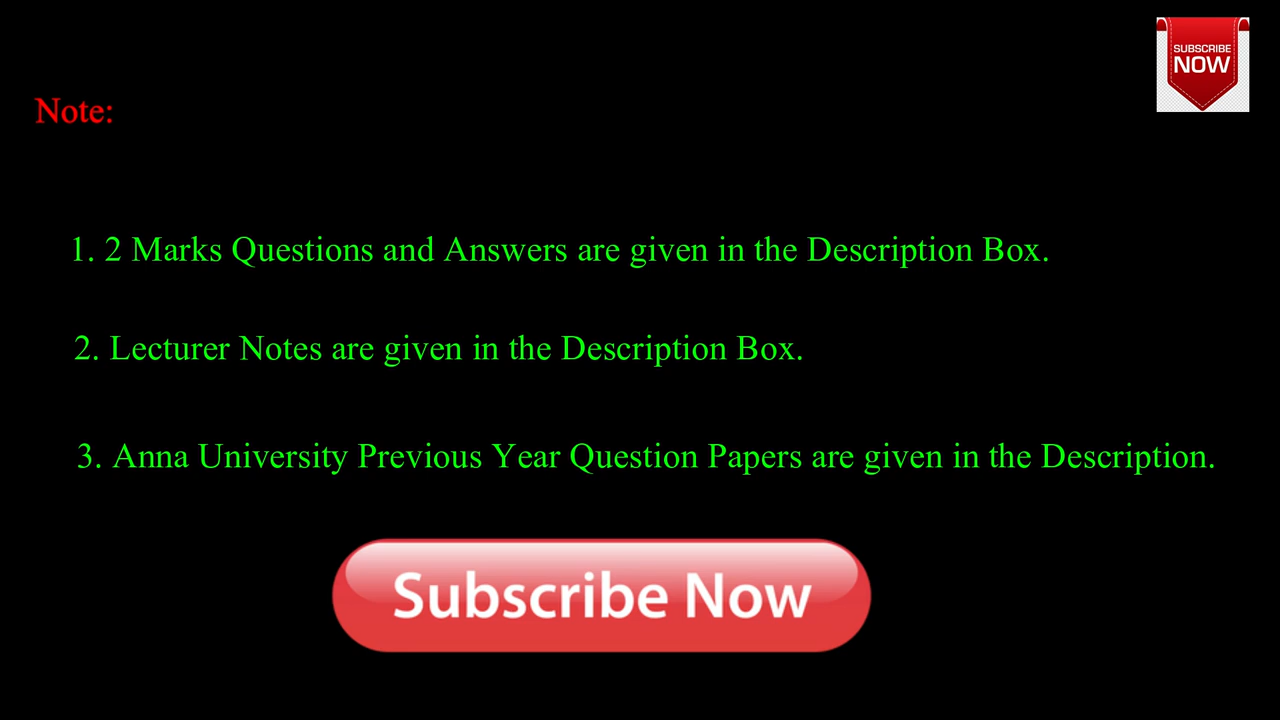 SUBSCRIBE
NOW
Note:
1. 2 Marks Questions and Answers are given in the Description Box.
2. Lecturer Notes are given in the Description Box.
3. Anna University Previous Year Question Papers are given in the Description.
Subscribe Now